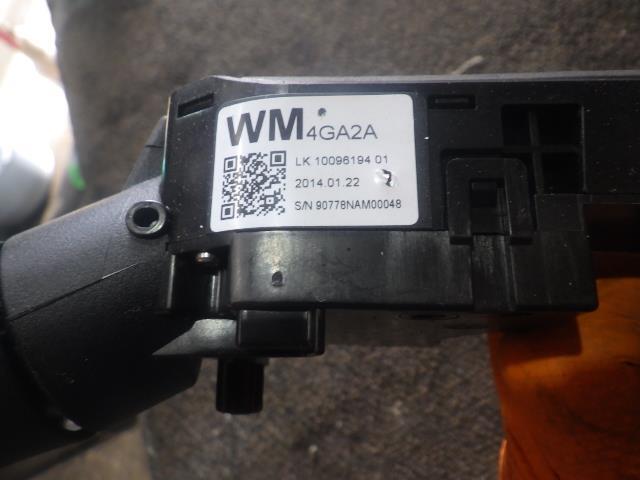 WM4GA2A
LK 10096194 01
2014.01.22
S/N 90778NAM00048